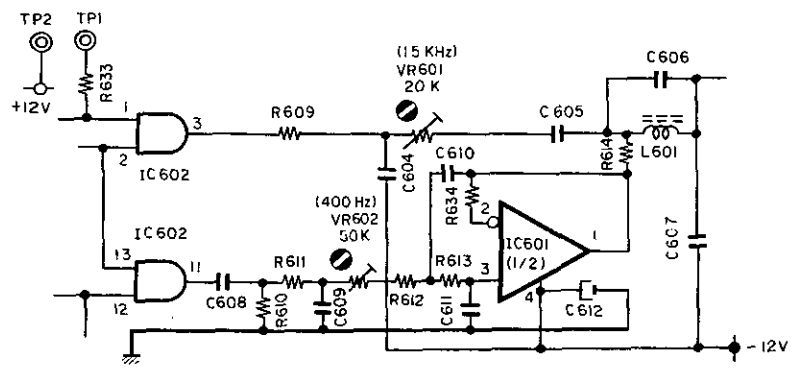 TP2 TP1
(15 KHz)
VR601
20 K
C606
R633
+12V
1
3
R609
C605
2
IC602
C604
C610
R614
L601
(400 Hz)
VR602
50K
R634
2
IC601
(1/2)
1
C607
IC602
13
11
R611
R613
3
12
C608
R610
C609
R612
C611
4
C612
-12V